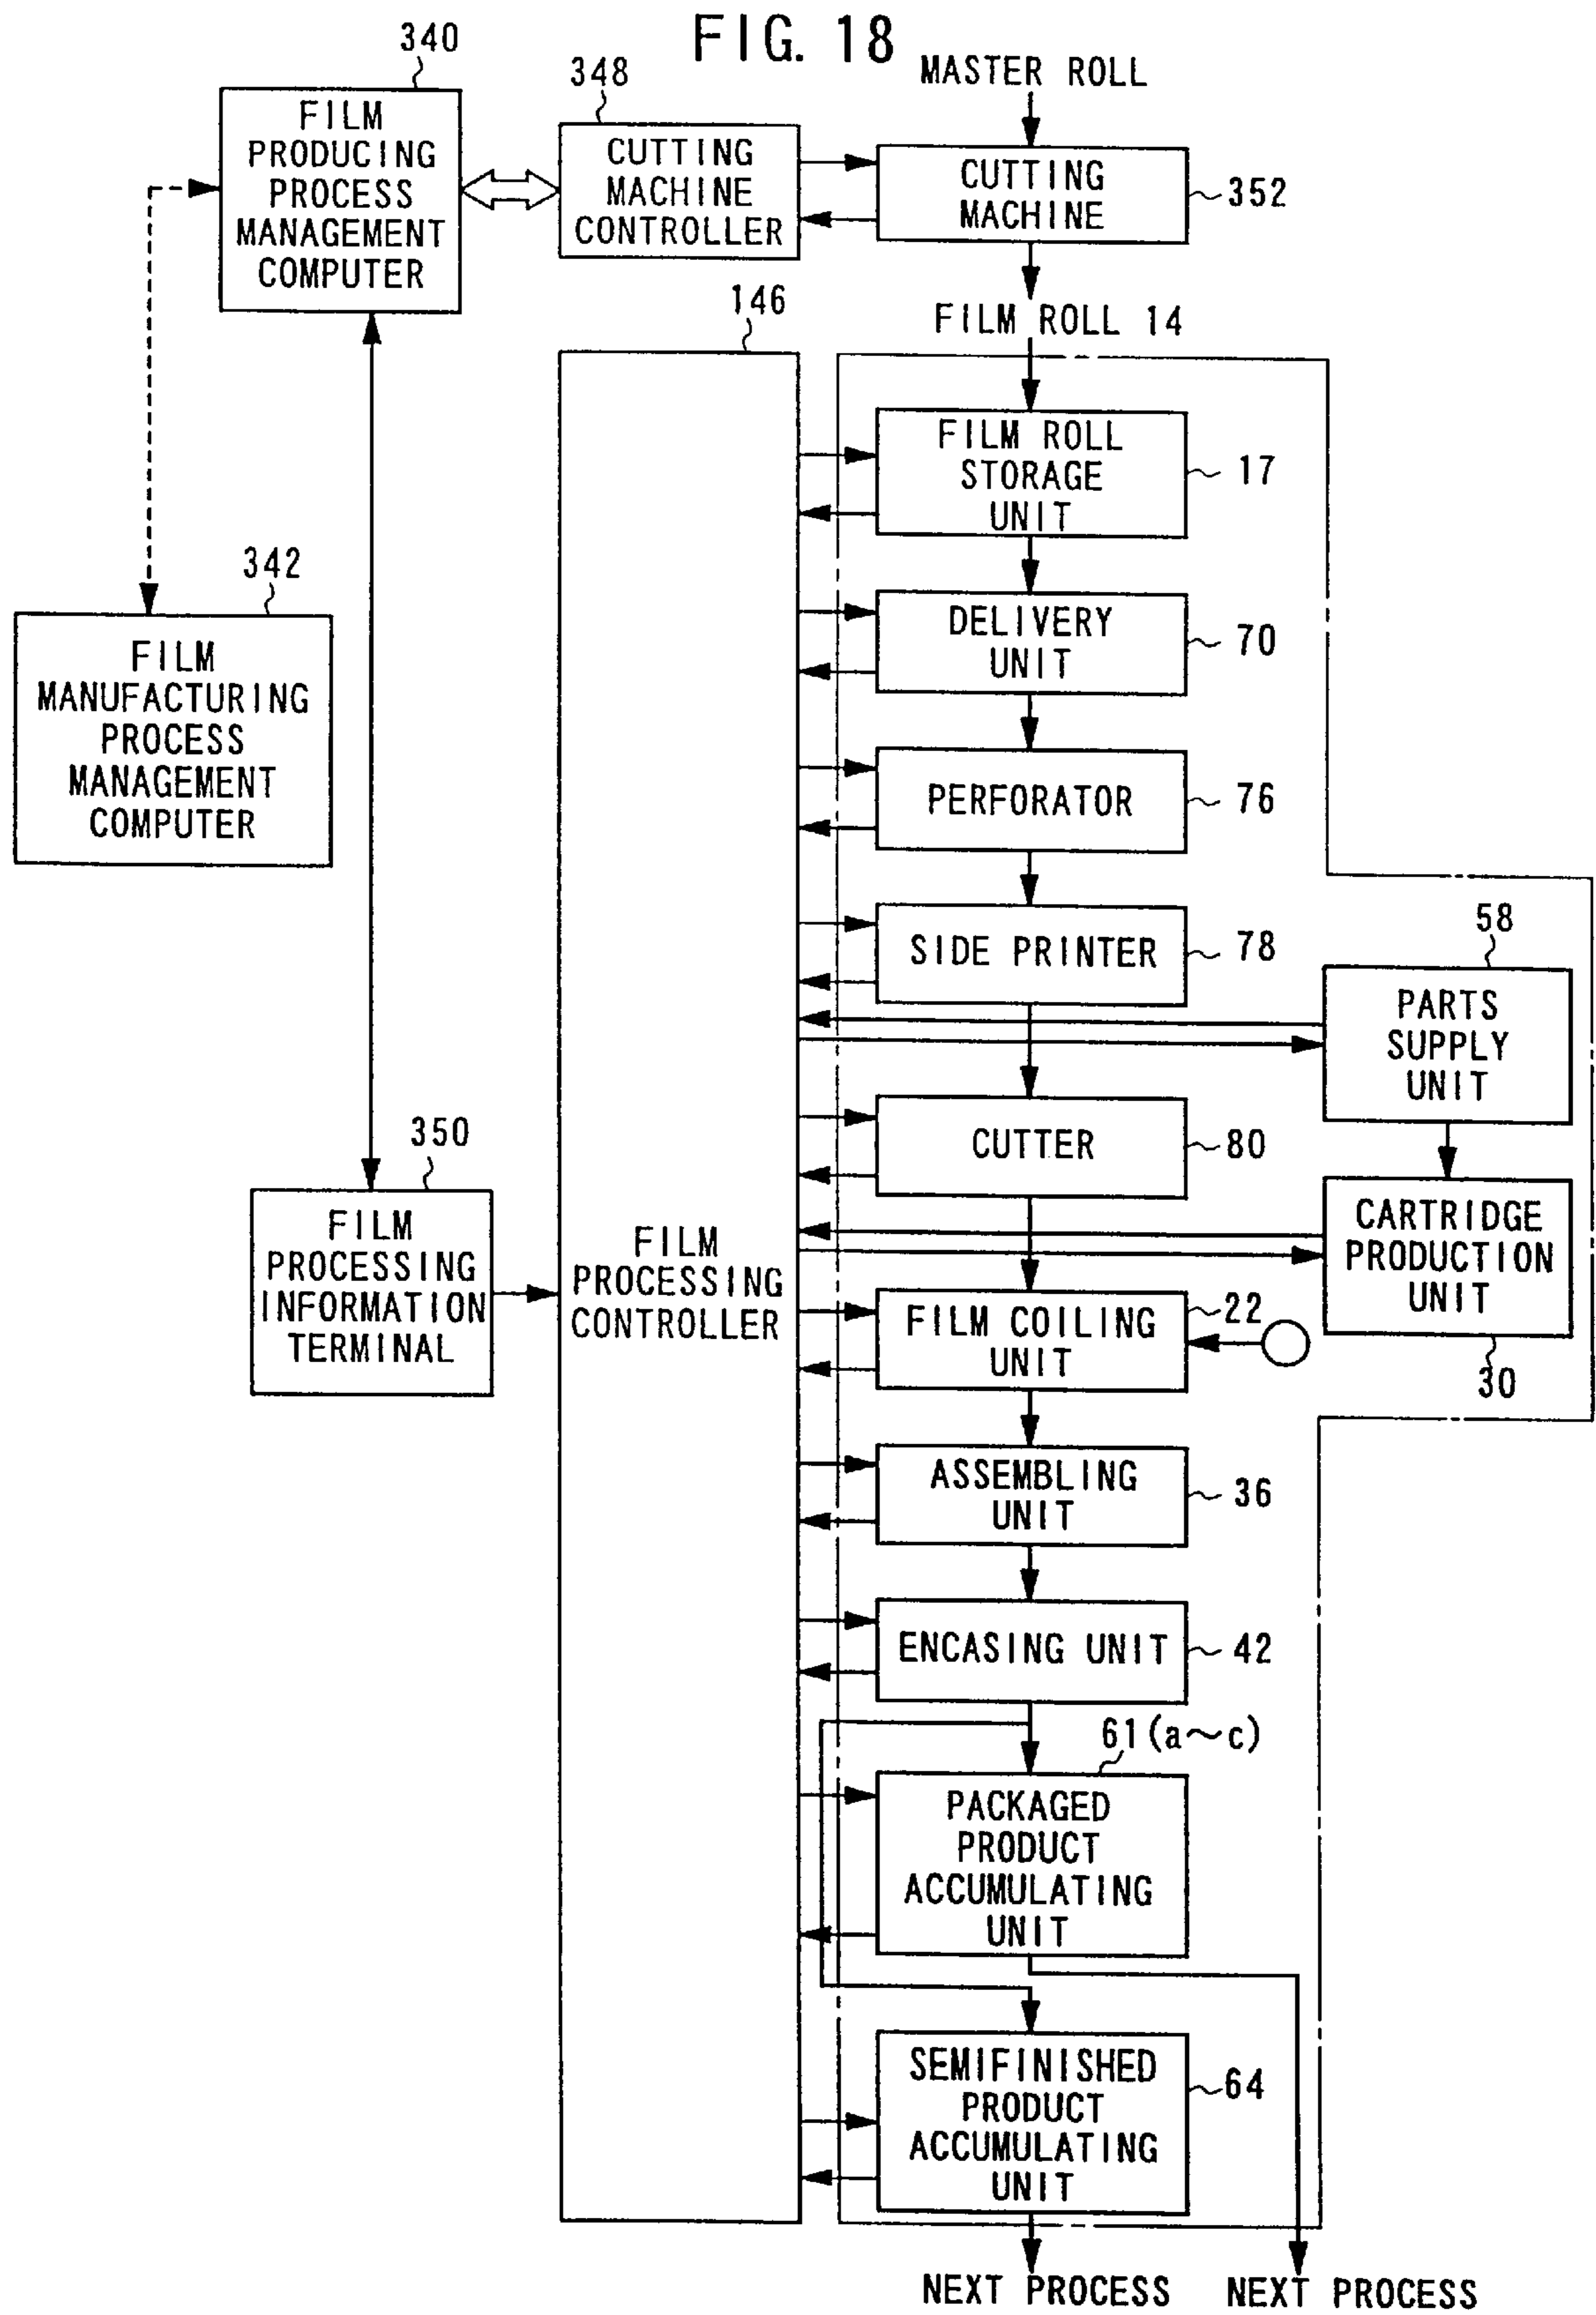 FIG. 18
340
FILM
PRODUCING
PROCESS
MANAGEMENT
COMPUTER
348
CUTTING
MACHINE
CONTROLLER
MASTER ROLL
CUTTING
MACHINE
352
FILM ROLL 14
146
FILM
PROCESSING
CONTROLLER
342
FILM
MANUFACTURING
PROCESS
MANAGEMENT
COMPUTER
350
FILM
PROCESSING
INFORMATION
TERMINAL
FILM ROLL
STORAGE
UNIT
17
DELIVERY
UNIT
70
PERFORATOR
76
SIDE PRINTER
78
58
PARTS
SUPPLY
UNIT
CUTTER
80
CARTRIDGE
PRODUCTION
UNIT
30
FILM COILING
UNIT
22
ASSEMBLING
UNIT
36
ENCASING UNIT
42
61(a~c)
PACKAGED
PRODUCT
ACCUMULATING
UNIT
SEMIFINISHED
PRODUCT
ACCUMULATING
UNIT
64
NEXT PROCESS
NEXT PROCESS